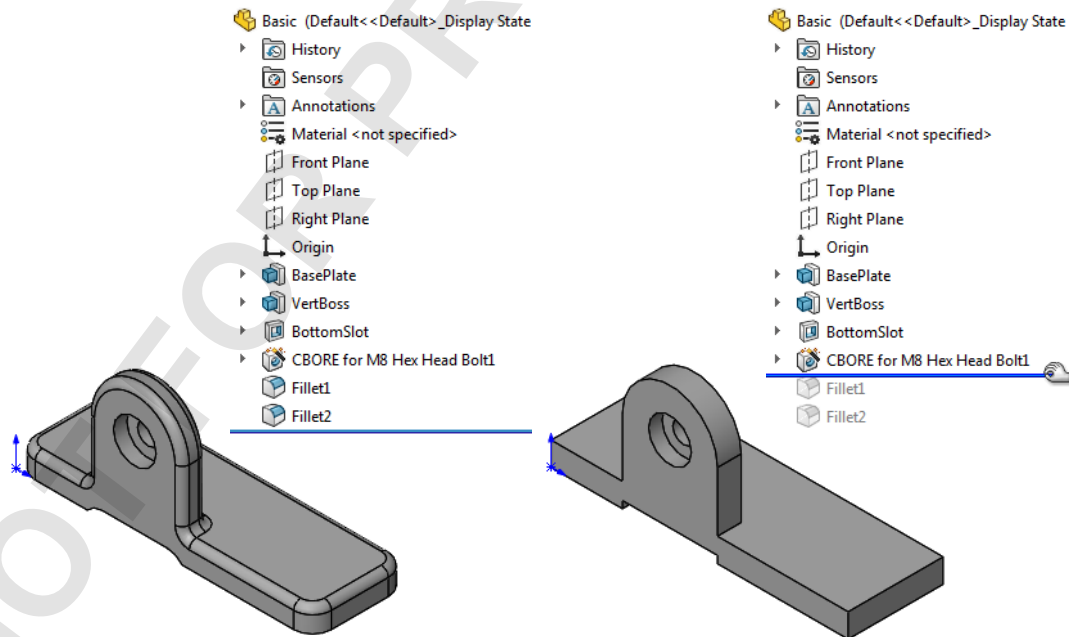 Basic (Default<<Default>_Display State
History
Sensors
Annotations
Material <not specified>
Front Plane
Top Plane
Right Plane
Origin
BasePlate
VertBoss
BottomSlot
CBORE for M8 Hex Head Bolt1
Fillet1
Fillet2
Basic (Default<<Default>_Display State
History
Sensors
Annotations
Material <not specified>
Front Plane
Top Plane
Right Plane
Origin
BasePlate
VertBoss
BottomSlot
CBORE for M8 Hex Head Bolt1
Fillet1
Fillet2
OT FOR PR